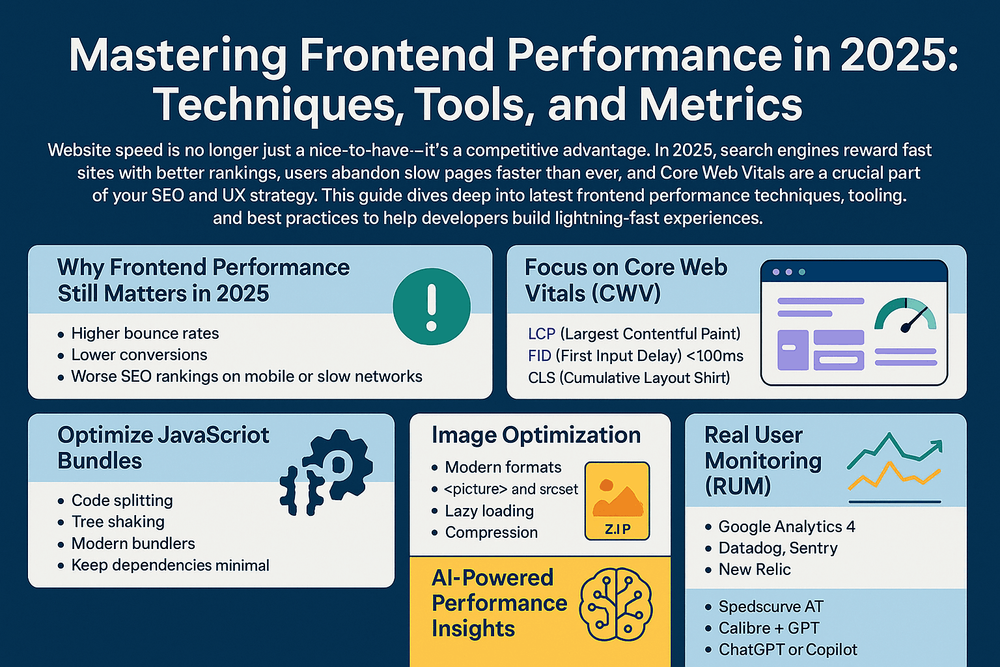 Mastering Frontend Performance in 2025:
Techniques, Tools, and Metrics
Website speed is no longer just a nice-to-have-–it's a competitive advantage. In 2025, search engines reward fast
sites with better rankings, users abandon slow pages faster than ever, and Core Web Vitals are a crucial part
of your SEO and UX strategy. This guide dives deep into latest frontend performance techniques, tooling.
and best practices to help developers build lightning-fast experiences.
Why Frontend Performance
Still Matters in 2025
• Higher bounce rates
• Lower conversions
• Worse SEO rankings on mobile or slow networks
Focus on Core Web
Vitals (CWV)
LCP (Largest Contentful Paint)
FID (First Input Delay) <100ms
CLS (Cumulative Layout Shirt)
Optimize JavaScriot
Bundles
• Code splitting
• Tree shaking
• Modern bundlers
• Keep dependencies minimal
Image Optimization
• Modern formats
• <picture> and srcset
• Lazy loading
• Compression
Z.IP
AI-Powered
Performance
Insights
Real User
Monitoring
(RUM)
• Google Analytics 4
• Datadog, Sentry
• New Relic
• Spedscurve AT
• Calibre + GPT
• ChatGPT or Copilot